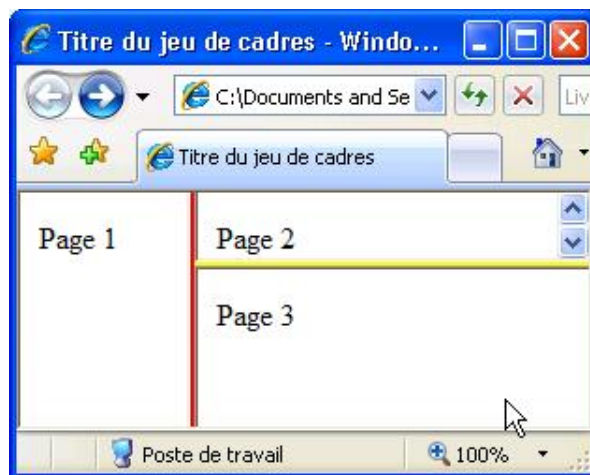 Titre du jeu de cadres - Windo...
C:\Documents and Se
Liv
Titre du jeu de cadres
Page 1
Page 2
Page 3
Poste de travail
100%